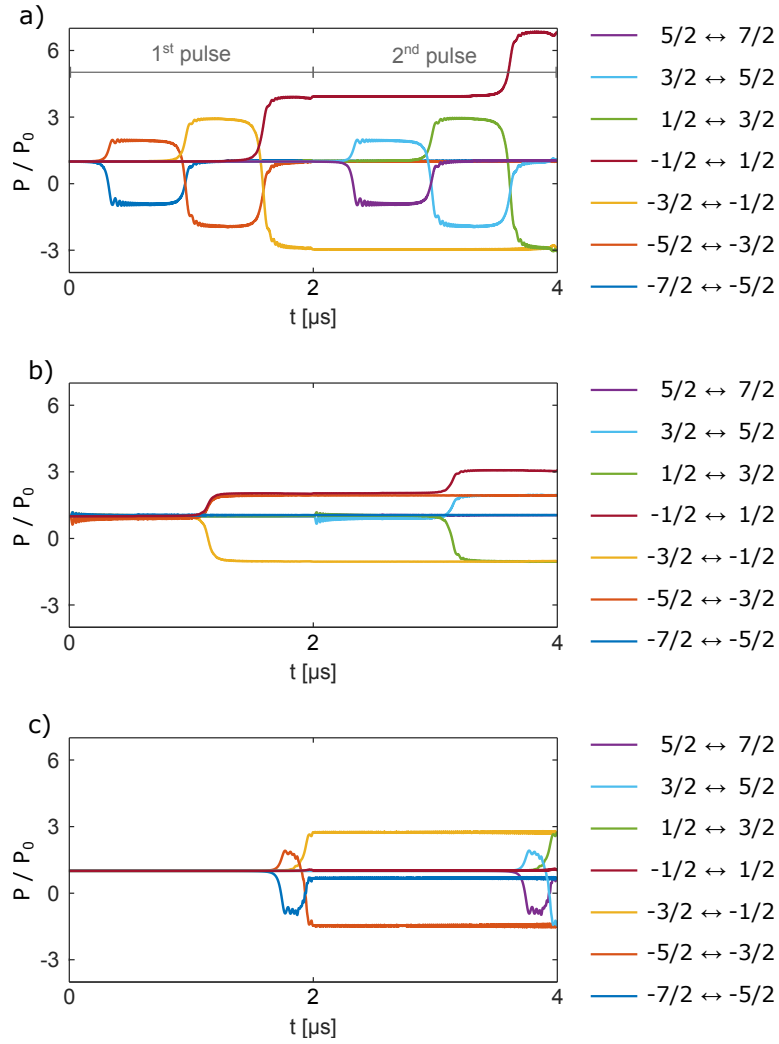 a)
1st pulse
2nd pulse
P / P0
6
3
0
-3
0
2
4
t [µs]
5/2 ↔ 7/2
3/2 ↔ 5/2
1/2 ↔ 3/2
-1/2 ↔ 1/2
-3/2 ↔ -1/2
-5/2 ↔ -3/2
-7/2 ↔ -5/2
b)
P / P0
6
3
0
-3
0
2
4
t [µs]
5/2 ↔ 7/2
3/2 ↔ 5/2
1/2 ↔ 3/2
-1/2 ↔ 1/2
-3/2 ↔ -1/2
-5/2 ↔ -3/2
-7/2 ↔ -5/2
c)
P / P0
6
3
0
-3
0
2
4
t [µs]
5/2 ↔ 7/2
3/2 ↔ 5/2
1/2 ↔ 3/2
-1/2 ↔ 1/2
-3/2 ↔ -1/2
-5/2 ↔ -3/2
-7/2 ↔ -5/2